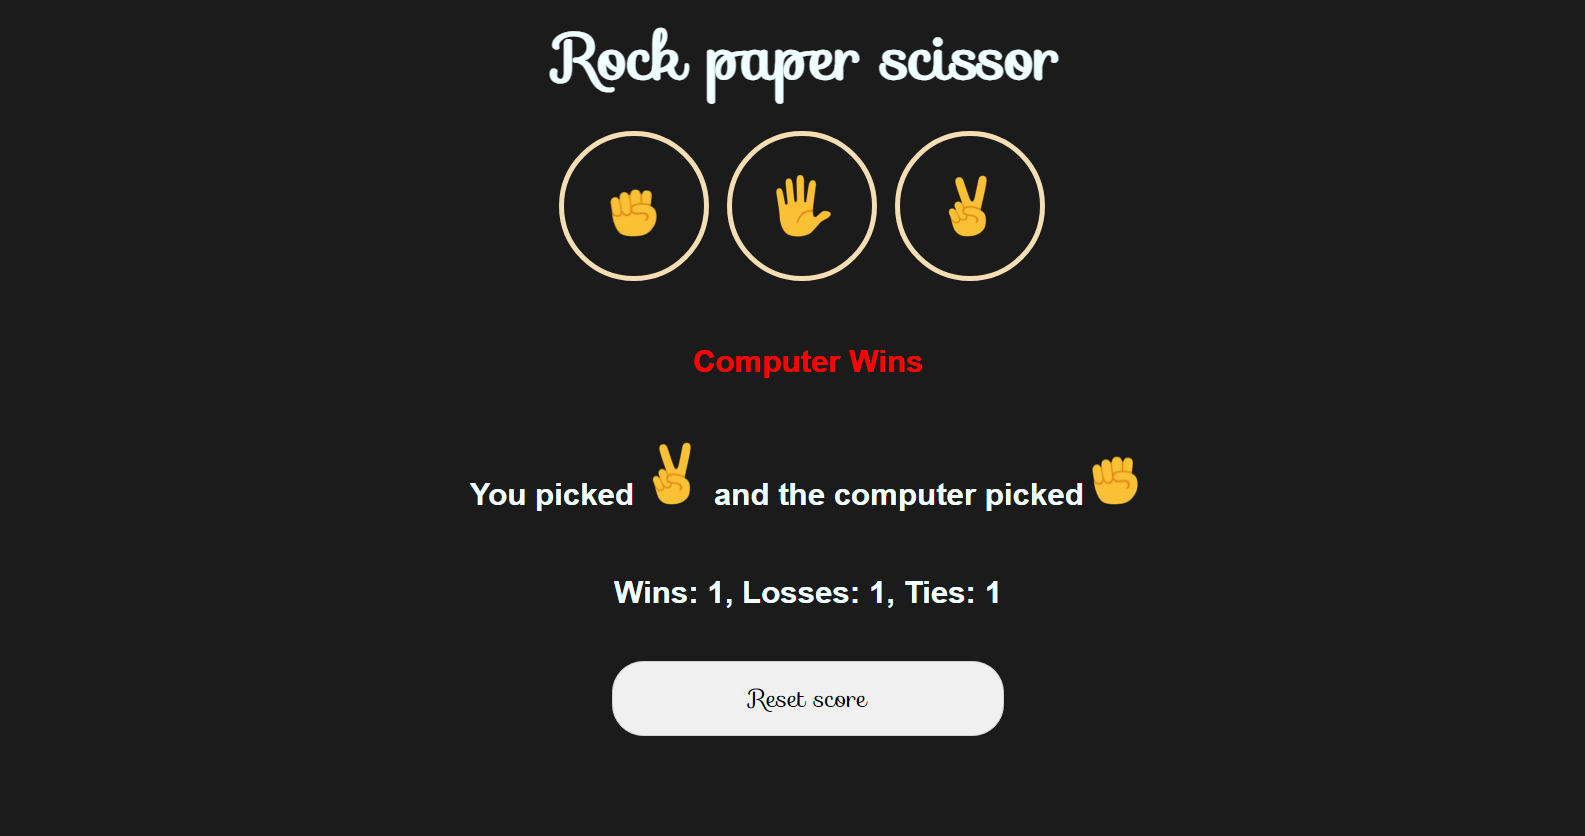 Rock paper scissor
Computer Wins
You picked and the computer picked
Wins: 1, Losses: 1, Ties: 1
Reset score